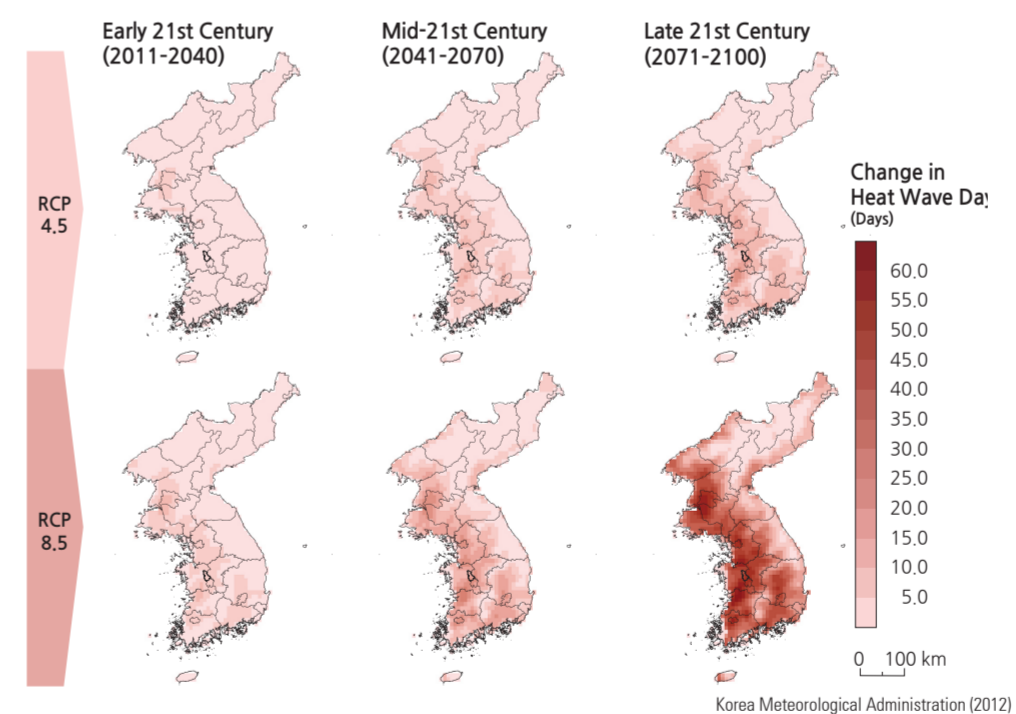 Early 21st Century
(2011-2040)
Mid-21st Century
(2041-2070)
Late 21st Century
(2071-2100)
RCP
4.5
RCP
8.5
Change in
Heat Wave Day
(Days)
60.0
55.0
50.0
45.0
40.0
35.0
30.0
25.0
20.0
15.0
10.0
5.0
0 100 km
Korea Meteorological Administration (2012)